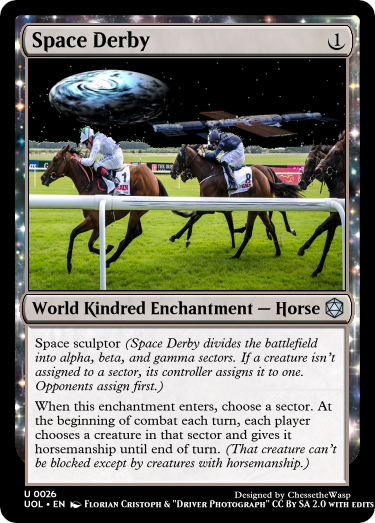 Space Derby
1
1
8
World Kindred Enchantment — Horse
Space sculptor (Space Derby divides the battlefield
into alpha, beta, and gamma sectors. If a creature isn't
assigned to a sector, its controller assigns it to one.
Opponents assign first.)
When this enchantment enters, choose a sector. At
the beginning of combat each turn, each player
chooses a creature in that sector and gives it
horsemanship until end of turn. (That creature can't
be blocked except by creatures with horsemanship.)
U 0026
Designed by ChessetheWasp
UOL • EN Florian Cristoph & "Driver Photograph" CC By SA 2.0 with edits